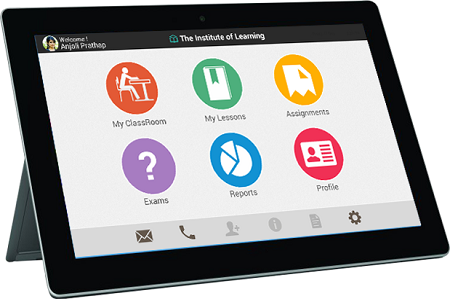 Welcome !
Anjali Prathap
The Institute of Learning
My ClassRoom
My Lessons
Assignments
?
Exams
Reports
Profile